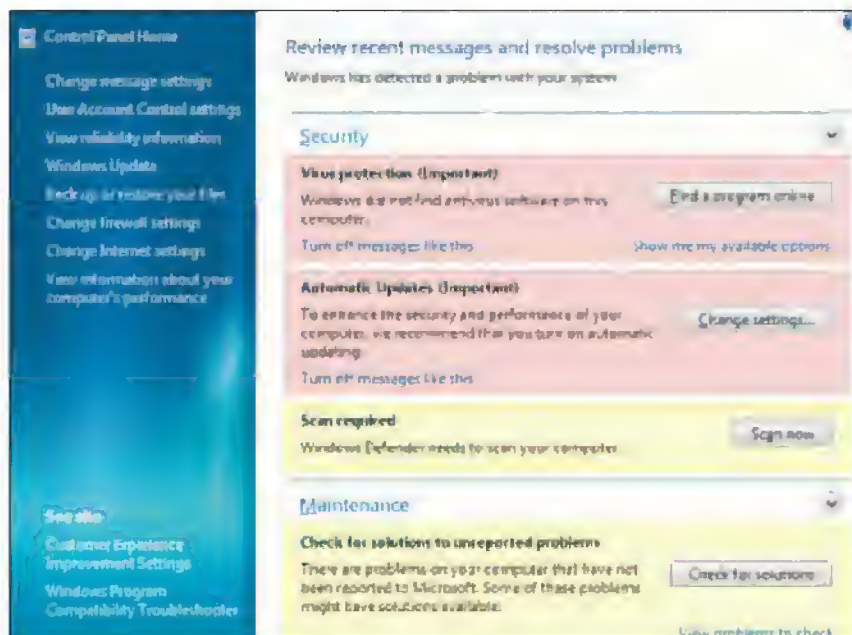 Control Panel Home
Change message settings
User Account Control settings
View reliability information
Windows Update
Back up or restore your files
Change firewall settings
Change Internet settings
View information about your
computer's performance
See also
Customer Experience
Improvement Settings
Windows Program
Compatibility Troubleshooter
Review recent messages and resolve problems
Windows has detected a problem with your system
Security
Virus protection (Important)
Windows did not find antivirus software on this
computer.
Find a program online
Turn off messages like this
Show me my available options
Automatic Updates (Important)
To enhance the security and performance of your
computer, we recommend that you turn on automatic
updating.
Change settings...
Turn off messages like this
Scan required
Windows Defender needs to scan your computer.
Scan now
Maintenance
Check for solutions to unreported problems
There are problems on your computer that have not
been reported to Microsoft. Some of these problems
might have solutions available.
Check for solutions
View problems to check